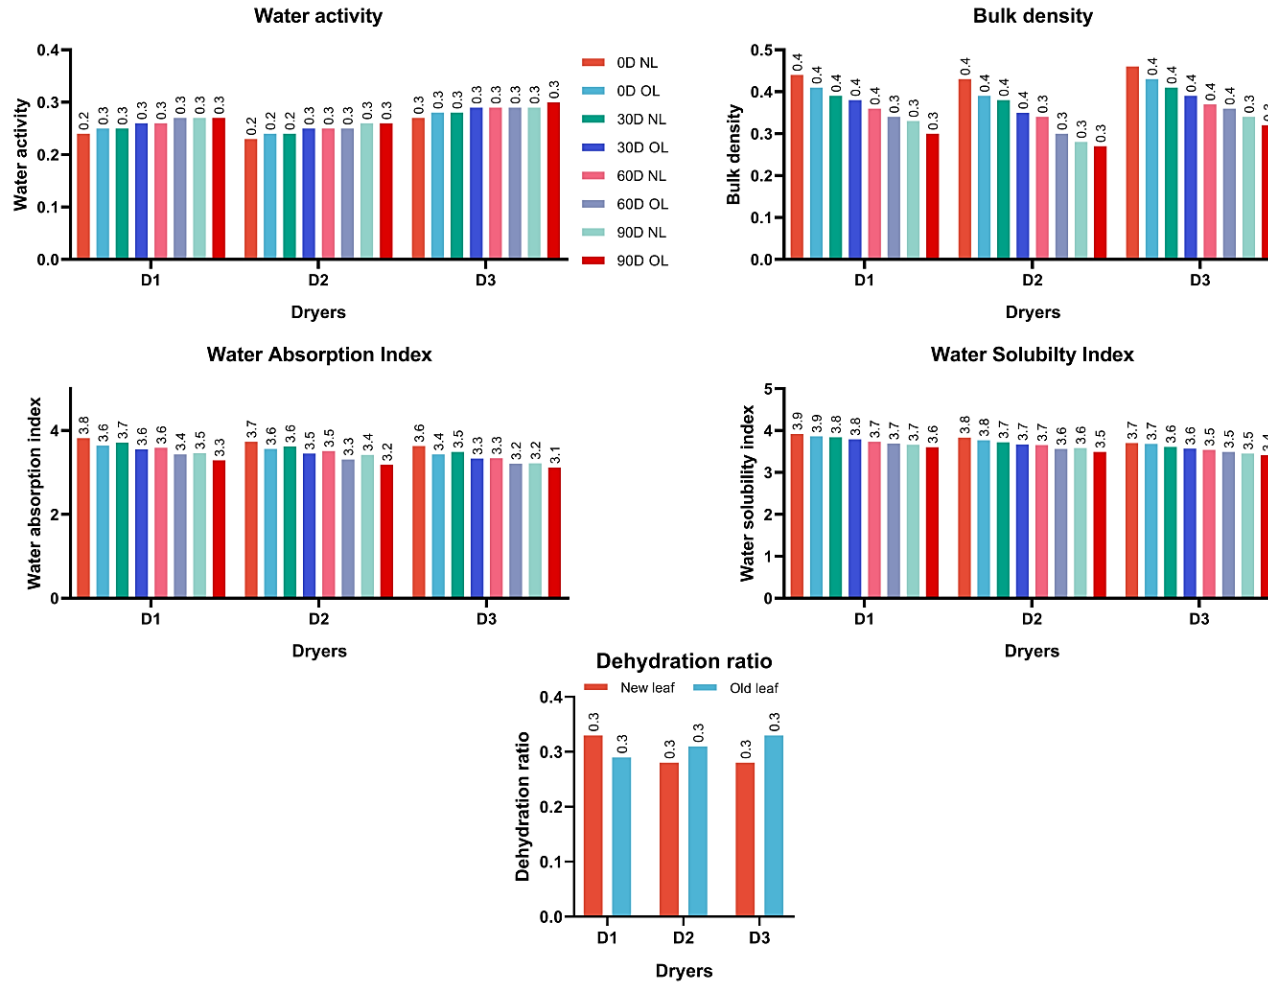 Water activity
Water activity
0.4
0.3
0.2
0.1
0.0
0.2 0.3 0.3 0.3 0.3 0.3 0.3 0.3
0.2 0.2 0.2 0.3 0.3 0.3 0.3 0.3
0.3 0.3 0.3 0.3 0.3 0.3 0.3 0.3
D1 D2 D3
Dryers
0D NL
0D OL
30D NL
30D OL
60D NL
60D OL
90D NL
90D OL
Bulk density
Bulk density
0.5
0.4
0.3
0.2
0.1
0.0
0.4 0.4 0.4 0.4 0.4 0.3 0.3 0.3
0.4 0.4 0.4 0.4 0.3 0.3 0.3 0.3
0.4 0.4 0.4 0.4 0.4 0.3
D1 D2 D3
Dryers
Water Absorption Index
Water absorption index
4
2
0
3.8 3.6 3.7 3.6 3.6 3.4 3.5 3.3
3.7 3.6 3.6 3.5 3.5 3.3 3.4 3.2
3.6 3.4 3.5 3.3 3.3 3.2 3.2 3.1
D1 D2 D3
Dryers
Water Solubilty Index
Water solubility index
5
4
3
2
1
0
3.9 3.9 3.8 3.8 3.7 3.7 3.7 3.6
3.8 3.8 3.7 3.7 3.7 3.6 3.6 3.5
3.7 3.7 3.6 3.6 3.5 3.5 3.5
D1 D2 D3
Dryers
Dehydration ratio
New leaf Old leaf
Dehydration ratio
0.4
0.3
0.2
0.1
0.0
0.3 0.3 0.3 0.3 0.3 0.3
D1 D2 D3
Dryers